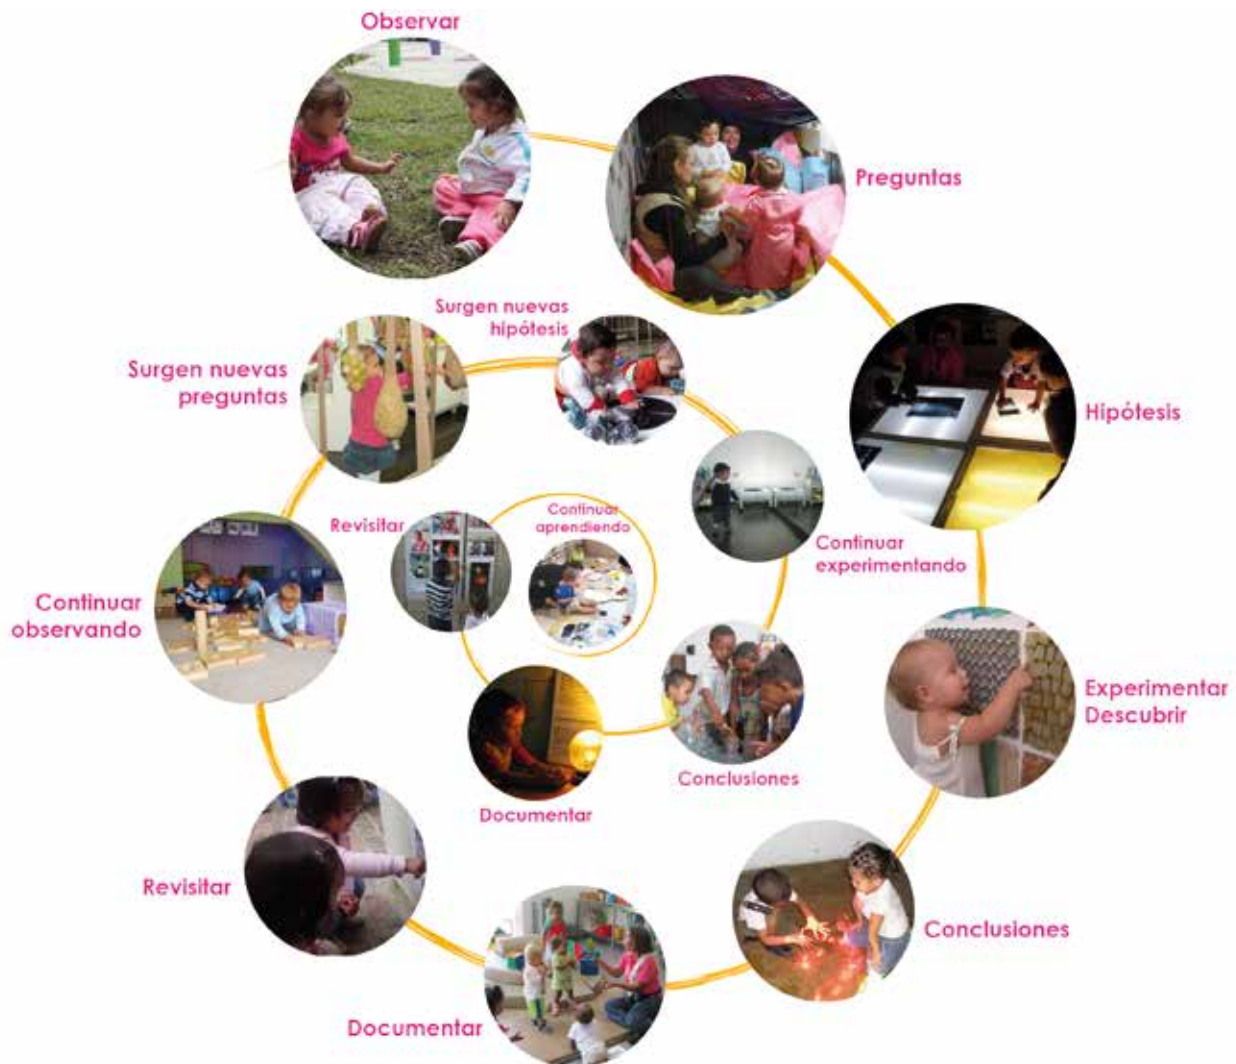 Observar
Preguntas
Hipótesis
Experimentar
Descubrir
Conclusiones
Documentar
Revisitar
Continuar
observando
Surgen nuevas
preguntas
Surgen nuevas
hipótesis
Continuar
experimentando
Conclusiones
Documentar
Revisitar
Continuar
aprendiendo